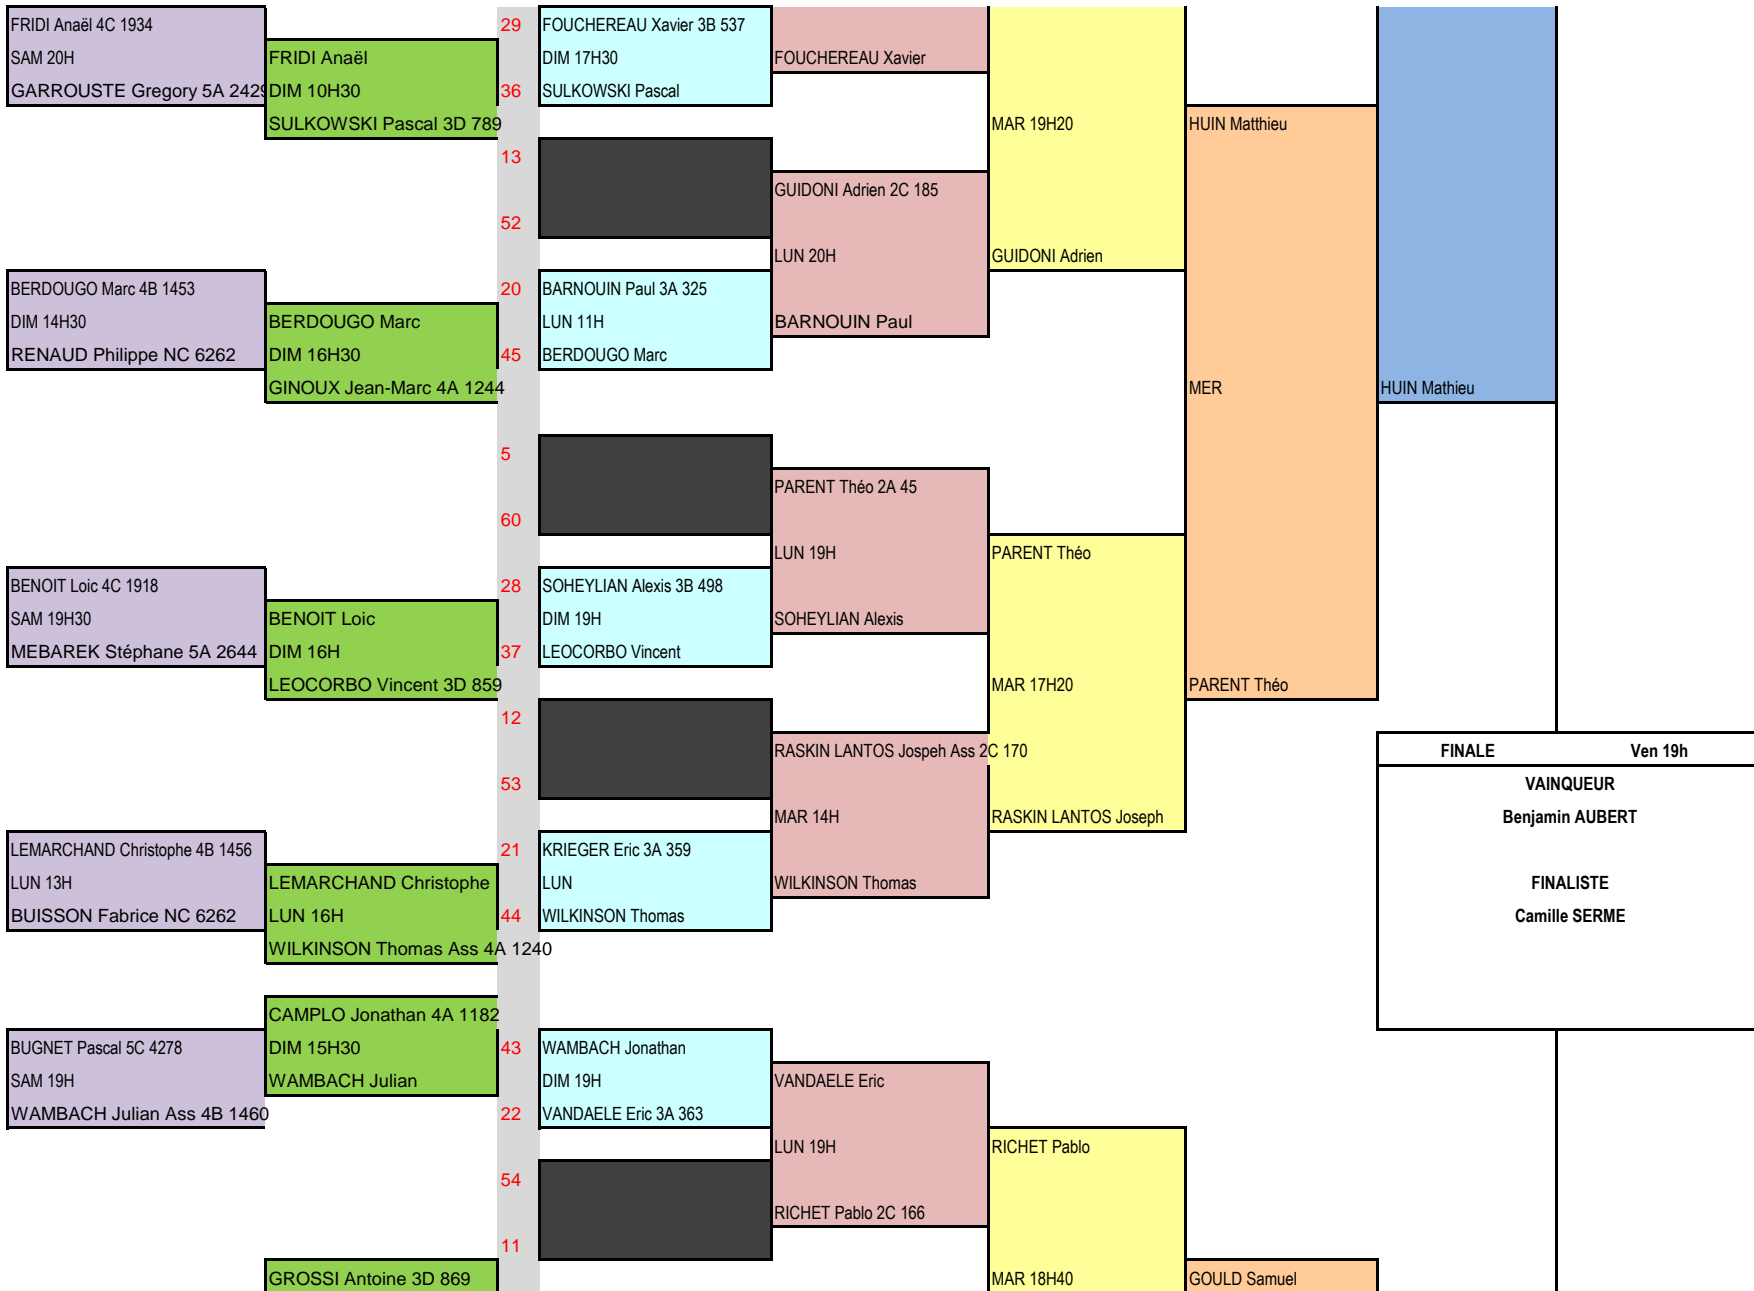 FRIDI Anaël 4C 1934
SAM 20H
GARROUSTE Gregory 5A 2429
FRIDI Anaël
DIM 10H30
SULKOWSKI Pascal 3D 789
29
36
FOUCHEREAU Xavier 3B 537
DIM 17H30
SULKOWSKI Pascal
FOUCHEREAU Xavier
MAR 19H20
HUIN Matthieu
13
52
GUIDONI Adrien 2C 185
LUN 20H
BARNOUIN Paul
GUIDONI Adrien
BERDOUGO Marc 4B 1453
DIM 14H30
RENAUD Philippe NC 6262
BERDOUGO Marc
DIM 16H30
GINOUX Jean-Marc 4A 1244
20
45
BARNOUIN Paul 3A 325
LUN 11H
BERDOUGO Marc
MER
HUIN Mathieu
5
60
PARENT Théo 2A 45
LUN 19H
SOHEYLIAN Alexis
PARENT Théo
BENOIT Loic 4C 1918
SAM 19H30
MEBAREK Stéphane 5A 2644
BENOIT Loic
DIM 16H
LEOCORBO Vincent 3D 859
28
37
SOHEYLIAN Alexis 3B 498
DIM 19H
LEOCORBO Vincent
MAR 17H20
PARENT Théo
12
53
RASKIN LANTOS Jospeh Ass 2C 170
MAR 14H
WILKINSON Thomas
RASKIN LANTOS Joseph
FINALE Ven 19h
VAINQUEUR
Benjamin AUBERT
FINALISTE
Camille SERME
LEMARCHAND Christophe 4B 1456
LUN 13H
BUISSON Fabrice NC 6262
LEMARCHAND Christophe
LUN 16H
WILKINSON Thomas Ass 4A 1240
21
44
KRIEGER Eric 3A 359
LUN
WILKINSON Thomas
BUGNET Pascal 5C 4278
SAM 19H
WAMBACH Julian Ass 4B 1460
CAMPLO Jonathan 4A 1182
DIM 15H30
WAMBACH Julian
43
22
WAMBACH Jonathan
DIM 19H
VANDAELE Eric 3A 363
VANDAELE Eric
LUN 19H
RICHET Pablo 2C 166
RICHET Pablo
54
11
GROSSI Antoine 3D 869
MAR 18H40
GOULD Samuel